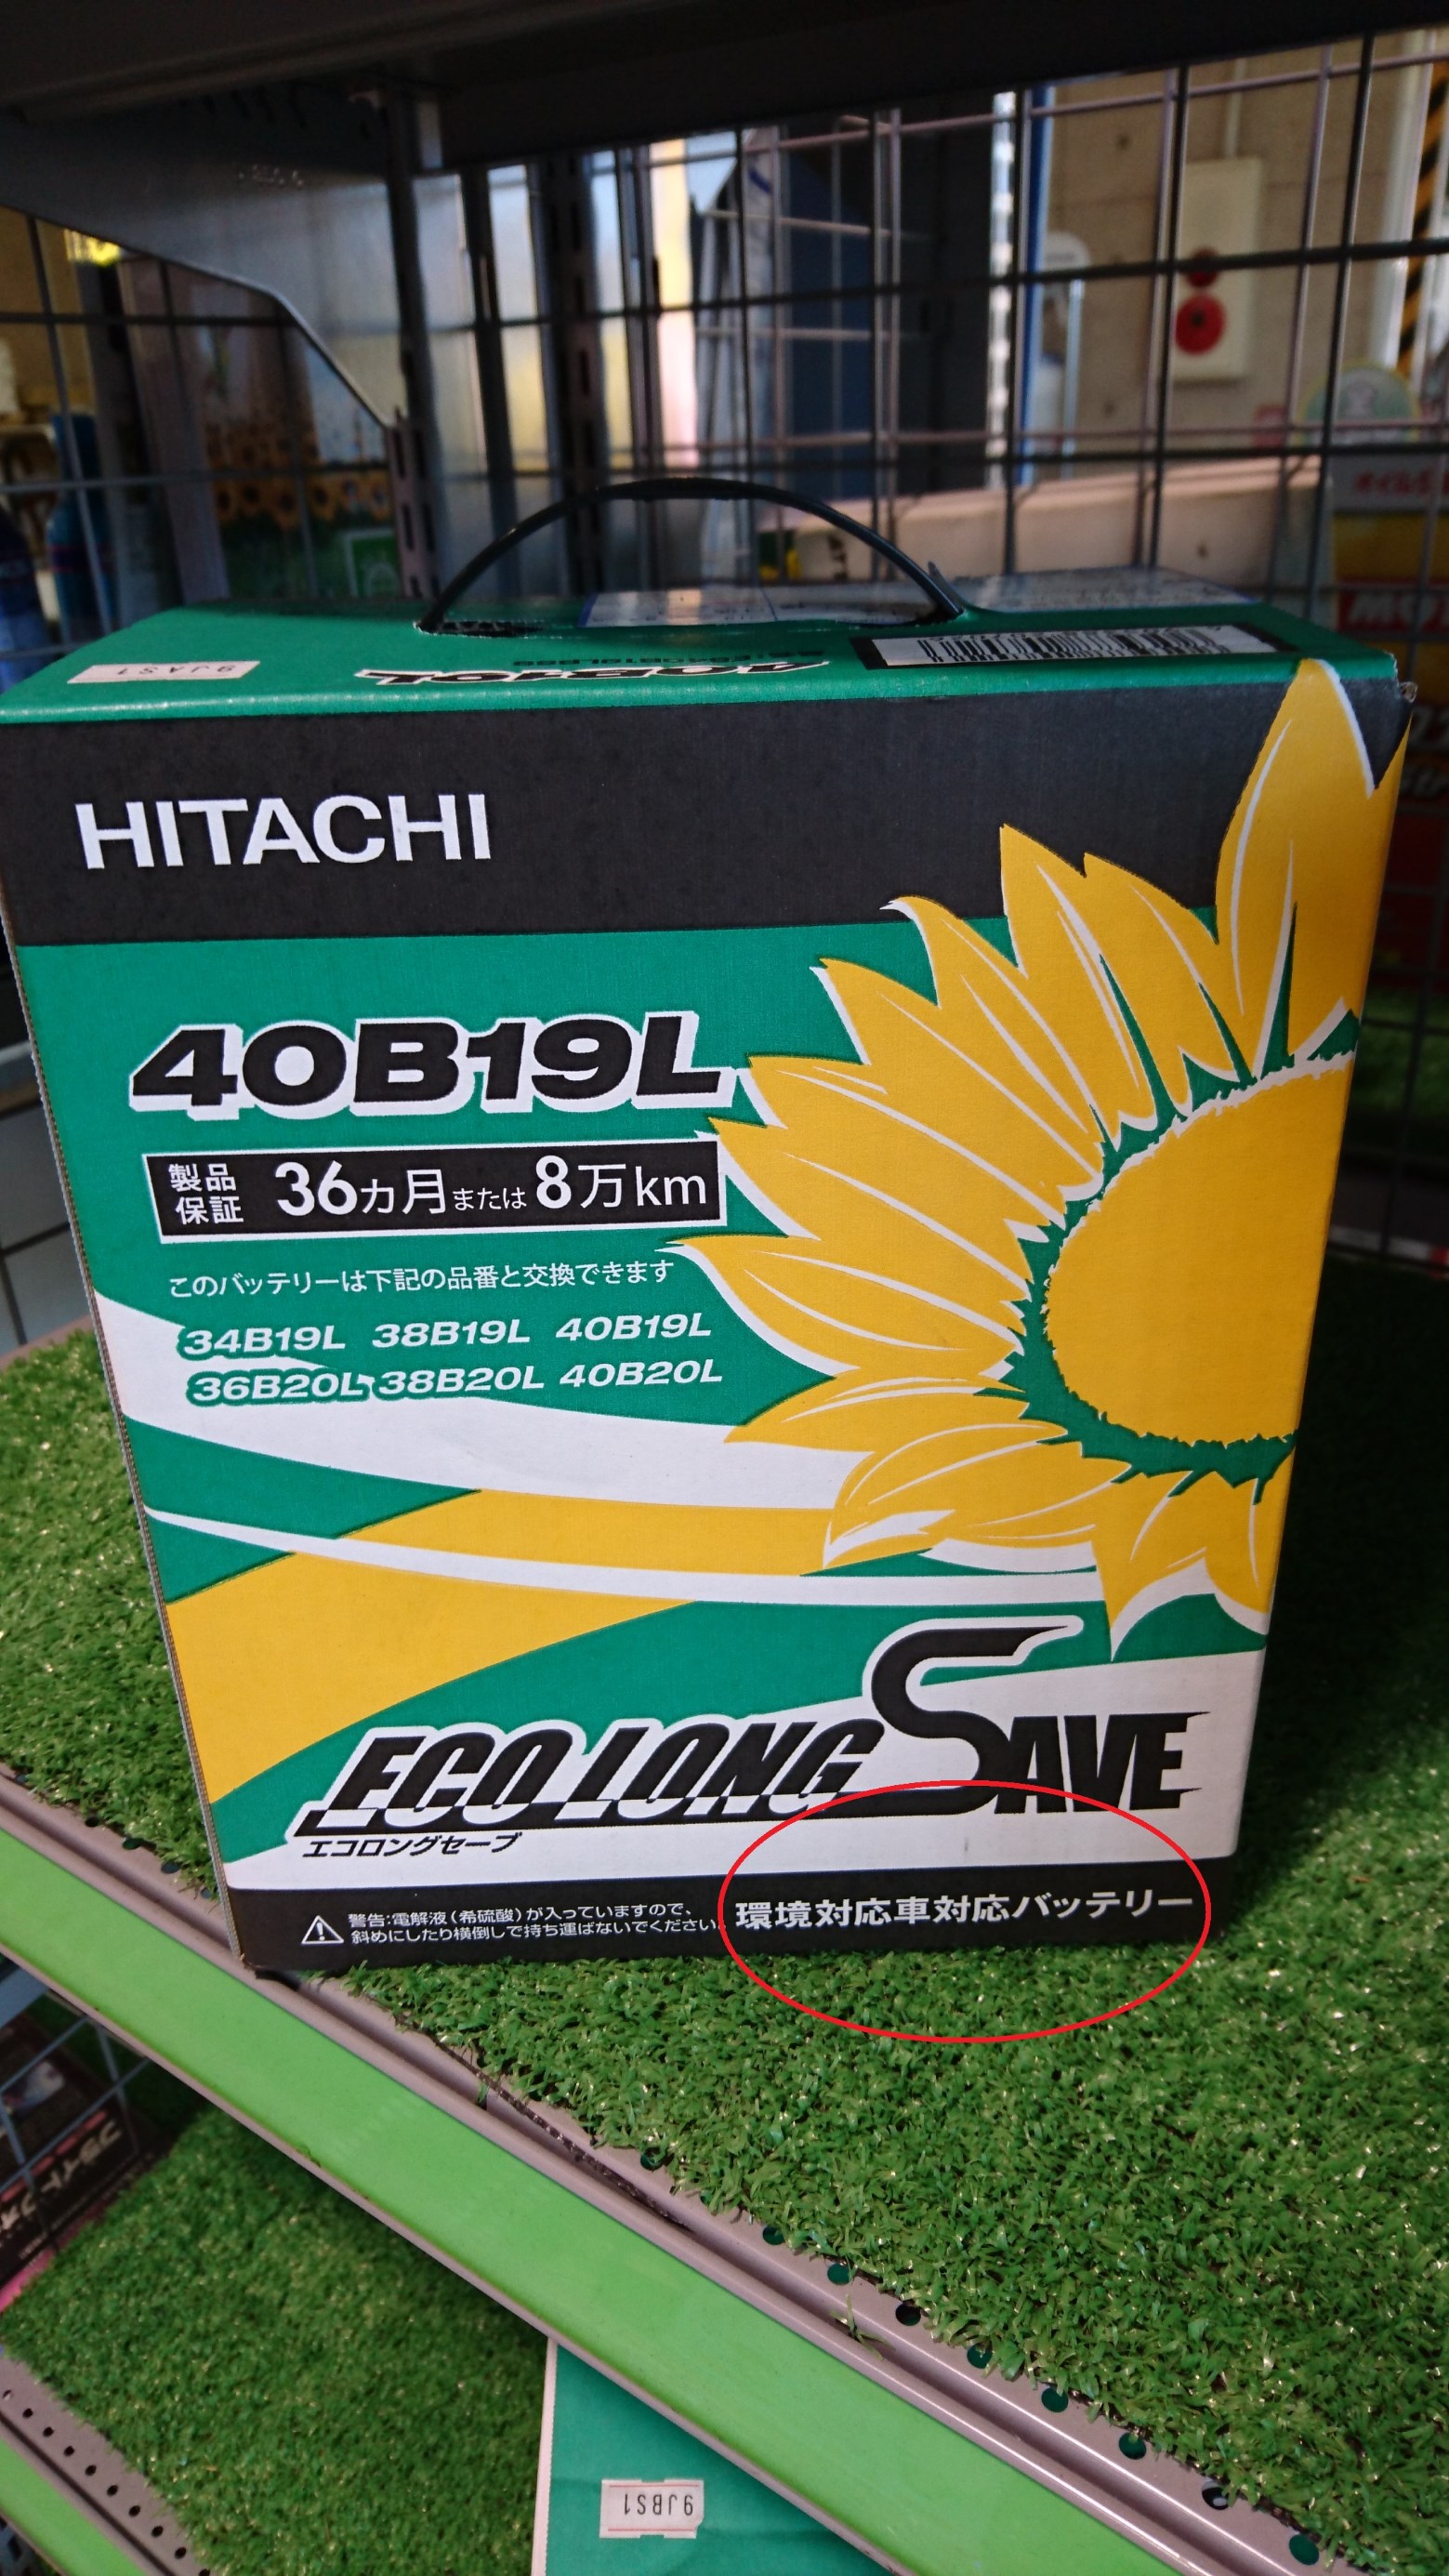 9JAS1
40B19L
HITACHI
40B19L
製品保証 36カ月または8万km
このバッテリーは下記の品番と交換できます
34B19L 38B19L 40B19L
36B20L 38B20L 40B20L
ECO LONG SAVE
エコロングセーブ
警告:電解液(希硫酸)が入っていますので、
斜めにしたり横倒しで持ち運ばないでください。
環境対応車対応バッテリー
9JBS1